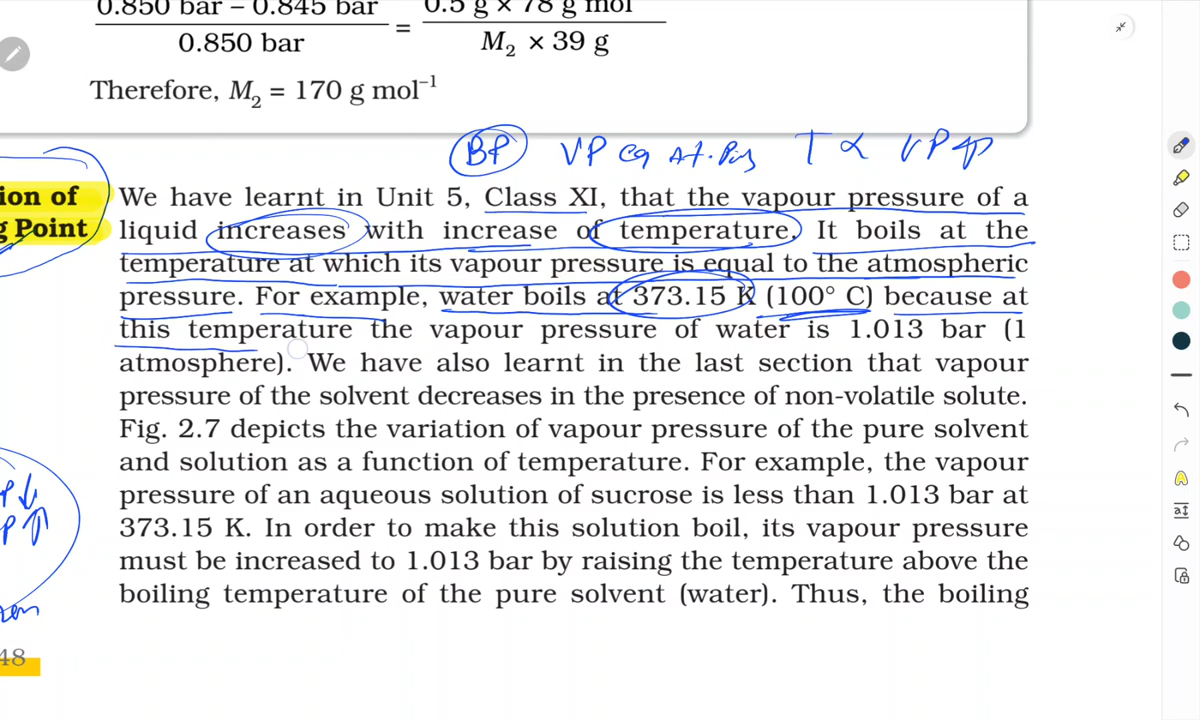 0.850 bar – 0.845 bar = 0.5 g × 78 g mol
0.850 bar M₂ × 39 g
Therefore, M₂ = 170 g mol⁻¹
BP VP eq At. T ∝ VP ↑
ion of
g Point
We have learnt in Unit 5, Class XI, that the vapour pressure of a
liquid increases with increase of temperature. It boils at the
temperature at which its vapour pressure is equal to the atmospheric
pressure. For example, water boils at 373.15 K (100° C) because at
this temperature the vapour pressure of water is 1.013 bar (1
atmosphere). We have also learnt in the last section that vapour
pressure of the solvent decreases in the presence of non-volatile solute.
Fig. 2.7 depicts the variation of vapour pressure of the pure solvent
and solution as a function of temperature. For example, the vapour
pressure of an aqueous solution of sucrose is less than 1.013 bar at
373.15 K. In order to make this solution boil, its vapour pressure
must be increased to 1.013 bar by raising the temperature above the
boiling temperature of the pure solvent (water). Thus, the boiling
P ↓
P ↑
48